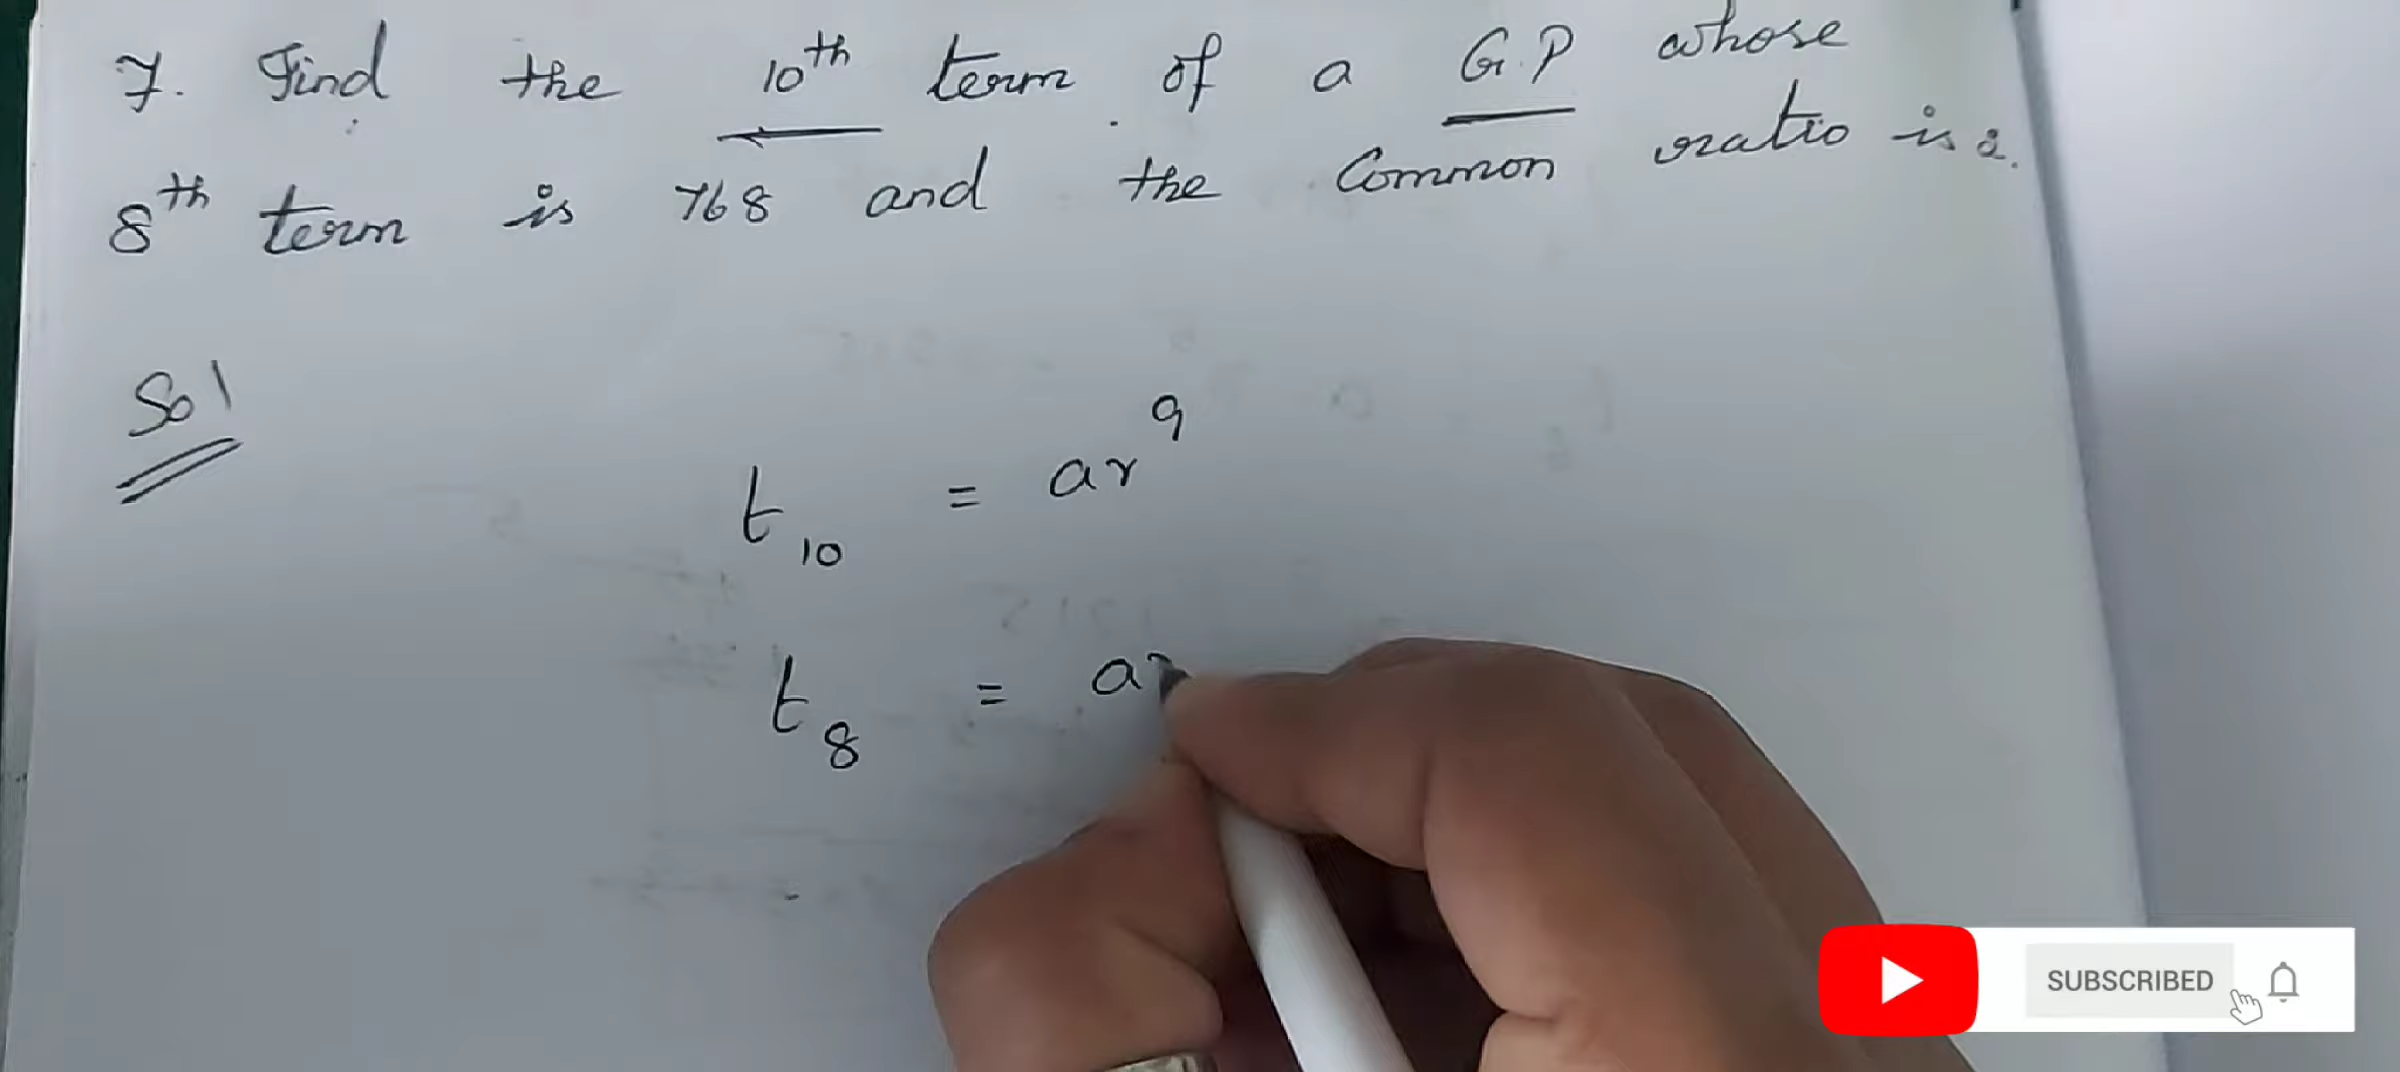 7. Find the 10th term of a G.P whose
8th term is 768 and the Common ratio is 2.
Sol
t10 = ar9
t8 = ar
SUBSCRIBED